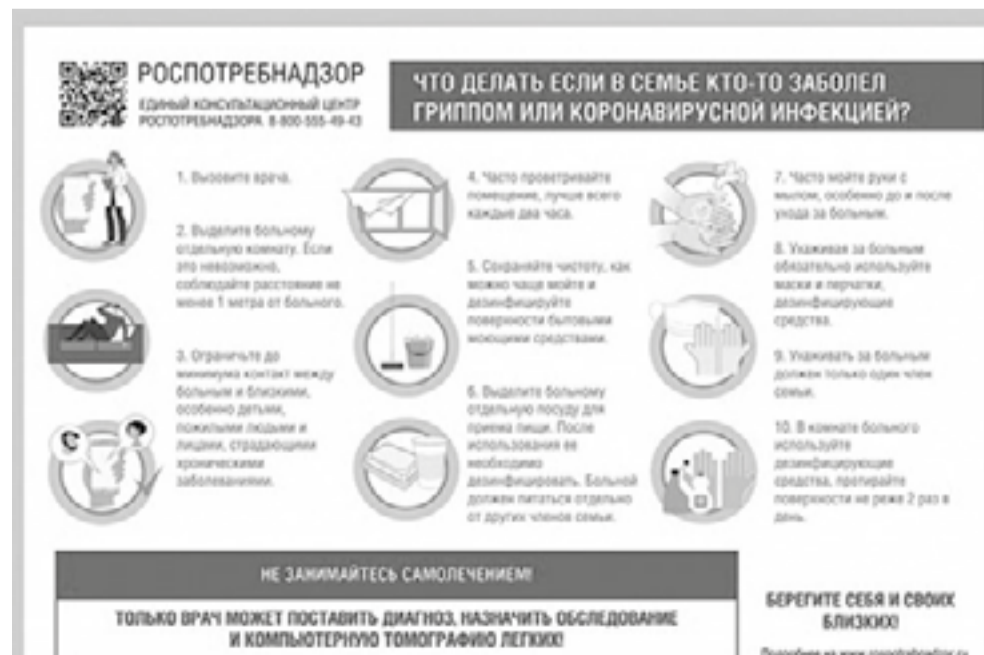 РОСПОТРЕБНАДЗОР
ЕДИНЫЙ КОНСУЛЬТАЦИОННЫЙ ЦЕНТР
РОСПОТРЕБНАДЗОРА 8-800-555-49-43
ЧТО ДЕЛАТЬ ЕСЛИ В СЕМЬЕ КТО-ТО ЗАБОЛЕЛ
ГРИППОМ ИЛИ КОРОНАВИРУСНОЙ ИНФЕКЦИЕЙ?
1. Вызовите врача.
2. Выделите больному
отдельную комнату. Если
это невозможно,
соблюдайте расстояние не
менее 1 метра от больного.
3. Ограничьте до
минимума контакт между
больным и близкими,
особенно детьми,
пожилыми людьми и
лицами, страдающими
хроническими
заболеваниями.
4. Часто проветривайте
помещение, лучше всего
каждые два часа.
5. Сохраняйте чистоту, как
можно чаще мойте и
дезинфицируйте
поверхности бытовыми
моющими средствами.
6. Выделите больному
отдельную посуду для
приема пищи. После
использования ее
необходимо
дезинфицировать. Больной
должен питаться отдельно
от других членов семьи.
7. Часто мойте руки с
мылом, особенно до и после
ухода за больным.
8. Ухаживая за больным
обязательно используйте
маски и перчатки,
дезинфицирующие
средства.
9. Ухаживать за больным
должен только один член
семьи.
10. В комнате больного
используйте
дезинфицирующие
средства, протирайте
поверхности не реже 2 раз в
день.
НЕ ЗАНИМАЙТЕСЬ САМОЛЕЧЕНИЕМ!
ТОЛЬКО ВРАЧ МОЖЕТ ПОСТАВИТЬ ДИАГНОЗ, НАЗНАЧИТЬ ОБСЛЕДОВАНИЕ
И КОМПЬЮТЕРНУЮ ТОМОГРАФИЮ ЛЕГКИХ!
БЕРЕГИТЕ СЕБЯ И СВОИХ
БЛИЗКИХ!
Подробнее на www.rospotrebnadzor.ru